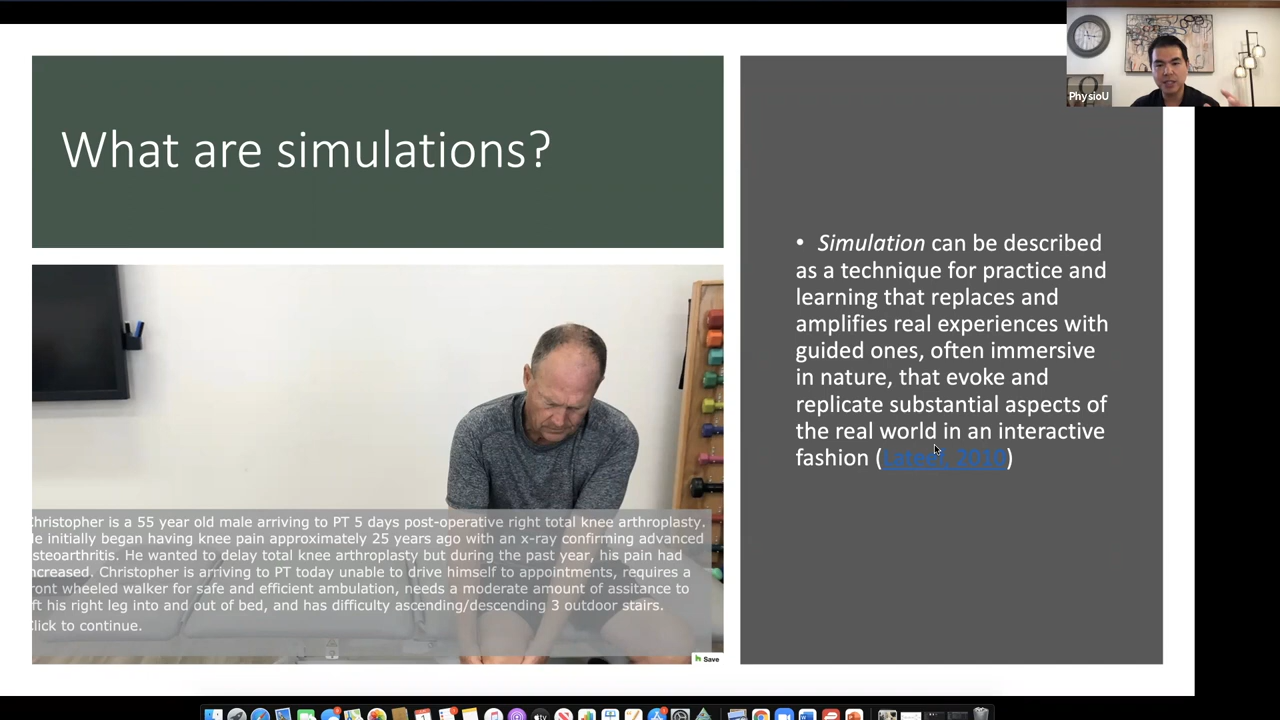 What are simulations?
PhysioU
• Simulation can be described
as a technique for practice and
learning that replaces and
amplifies real experiences with
guided ones, often immersive
in nature, that evoke and
replicate substantial aspects of
the real world in an interactive
fashion (Lateef, 2010)
Christopher is a 55 year old male arriving to PT 5 days post-operative right total knee arthroplasty.
He initially began having knee pain approximately 25 years ago with an x-ray confirming advanced
osteoarthritis. He wanted to delay total knee arthroplasty but during the past year, his pain had
increased. Christopher is arriving to PT today unable to drive himself to appointments, requires a
front wheeled walker for safe and efficient ambulation, needs a moderate amount of assitance to
lift his right leg into and out of bed, and has difficulty ascending/descending 3 outdoor stairs.
Click to continue.
Save